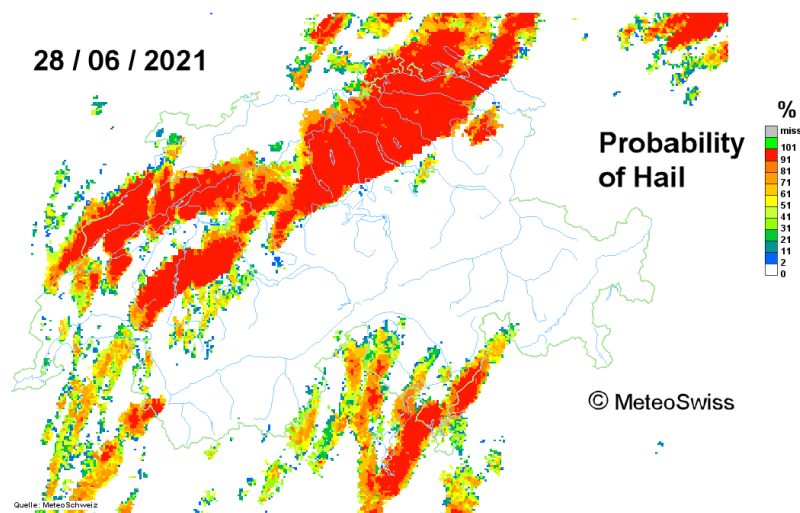 28 / 06 / 2021
%
Probability
of Hail
miss
101
91
81
71
61
51
41
31
21
11
2
0
© MeteoSwiss
Quelle: MeteoSchweiz